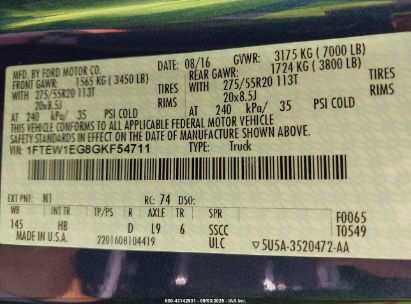 MFD. BY FORD MOTOR CO. DATE: 08/16 GVWR: 3175 KG ( 7000 LB)
FRONT GAWR: 1565 KG ( 3450 LB) REAR GAWR: 1724 KG ( 3800 LB)
WITH 275/55R20 113T TIRES WITH 275/55R20 113T TIRES
20x8.5J RIMS 20x8.5J RIMS
AT 240 kPa/ 35 PSI COLD AT 240 kPa/ 35 PSI COLD
THIS VEHICLE CONFORMS TO ALL APPLICABLE FEDERAL MOTOR VEHICLE
SAFETY STANDARDS IN EFFECT ON THE DATE OF MANUFACTURE SHOWN ABOVE.
VIN: 1FTEW1EG8GKF54711 TYPE: Truck
EXT PNT: N1 RC: 74 DSO:
WB INT TR TP/PS R AXLE TR SPR F0065
145 HB D L9 6 SSCC T0549
MADE IN U.S.A. 2201608104419 ULC ▽5U5A-3520472-AA